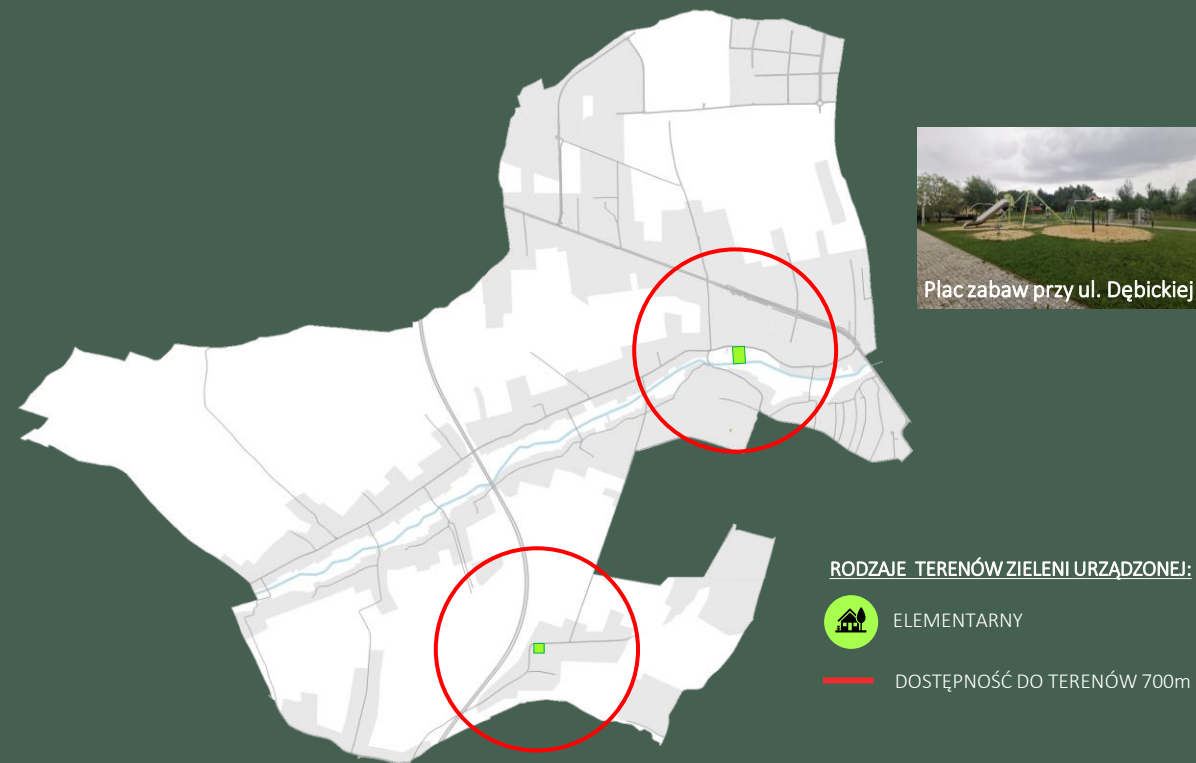 Plac zabaw przy ul. Dębickiej
RODZAJE TERENÓW ZIELENI URZĄDZONEJ:
ELEMENTARNY
DOSTĘPNOŚĆ DO TERENÓW 700m